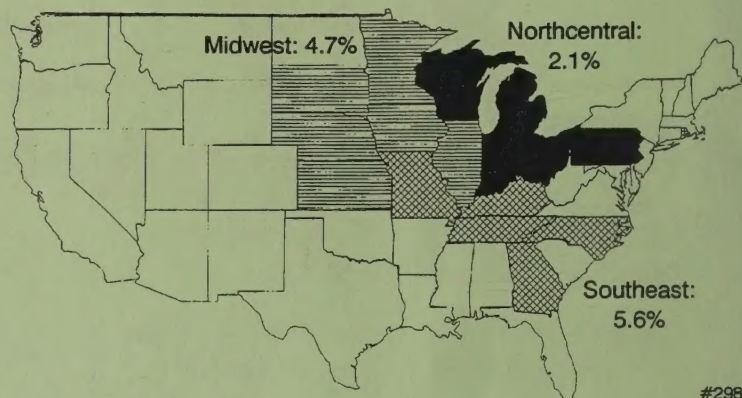 Midwest: 4.7%
Northcentral:
2.1%
Southeast:
5.6%
#298